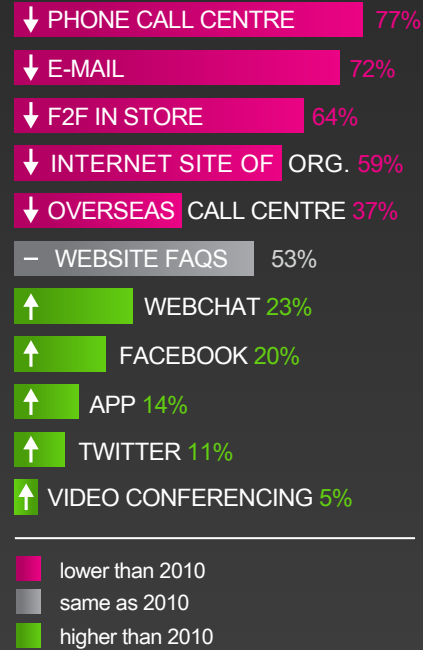 PHONE CALL CENTRE 77%
E-MAIL 72%
F2F IN STORE 64%
INTERNET SITE OF ORG. 59%
OVERSEAS CALL CENTRE 37%
– WEBSITE FAQS 53%
WEBCHAT 23%
FACEBOOK 20%
APP 14%
TWITTER 11%
VIDEO CONFERENCING 5%
lower than 2010
same as 2010
higher than 2010